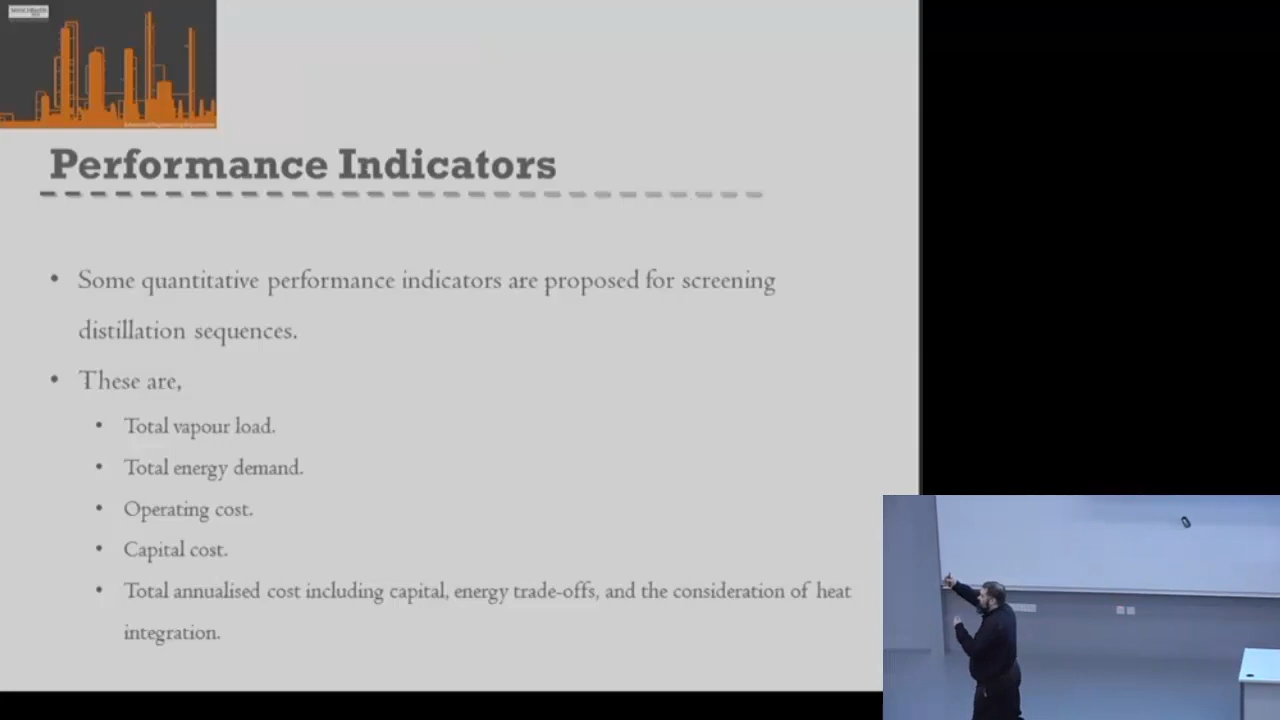 Performance Indicators
• Some quantitative performance indicators are proposed for screening
distillation sequences.
• These are,
• Total vapour load.
• Total energy demand.
• Operating cost.
• Capital cost.
• Total annualised cost including capital, energy trade-offs, and the consideration of heat
integration.